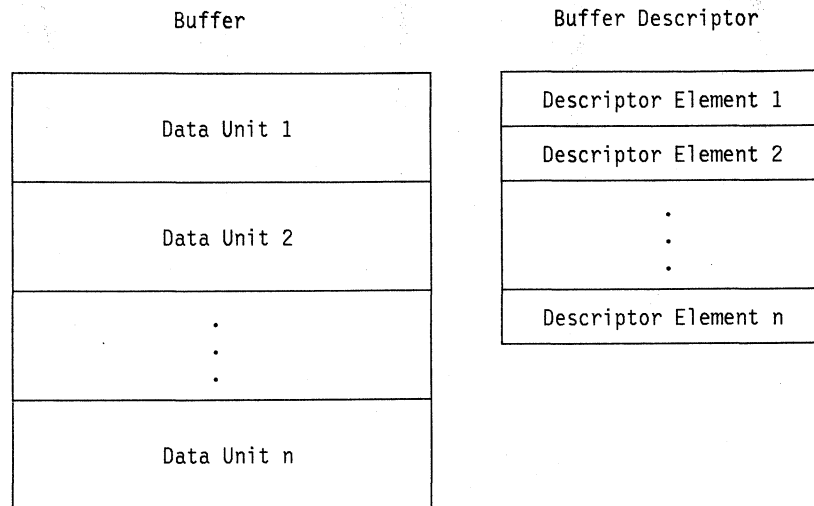 Buffer
Data Unit 1
Data Unit 2
.
.
.
Data Unit n
Buffer Descriptor
Descriptor Element 1
Descriptor Element 2
.
.
.
Descriptor Element n